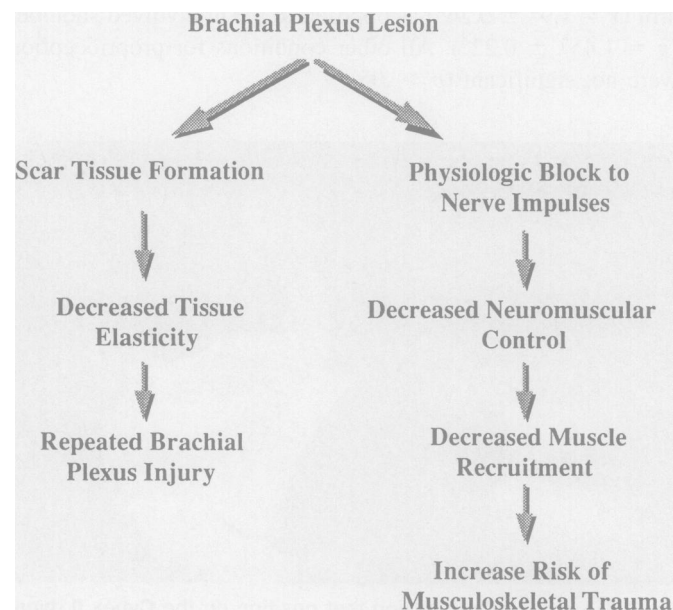 Brachial Plexus Lesion
Scar Tissue Formation
Physiologic Block to
Nerve Impulses
Decreased Tissue
Elasticity
Decreased Neuromuscular
Control
Repeated Brachial
Plexus Injury
Decreased Muscle
Recruitment
Increase Risk of
Musculoskeletal Trauma